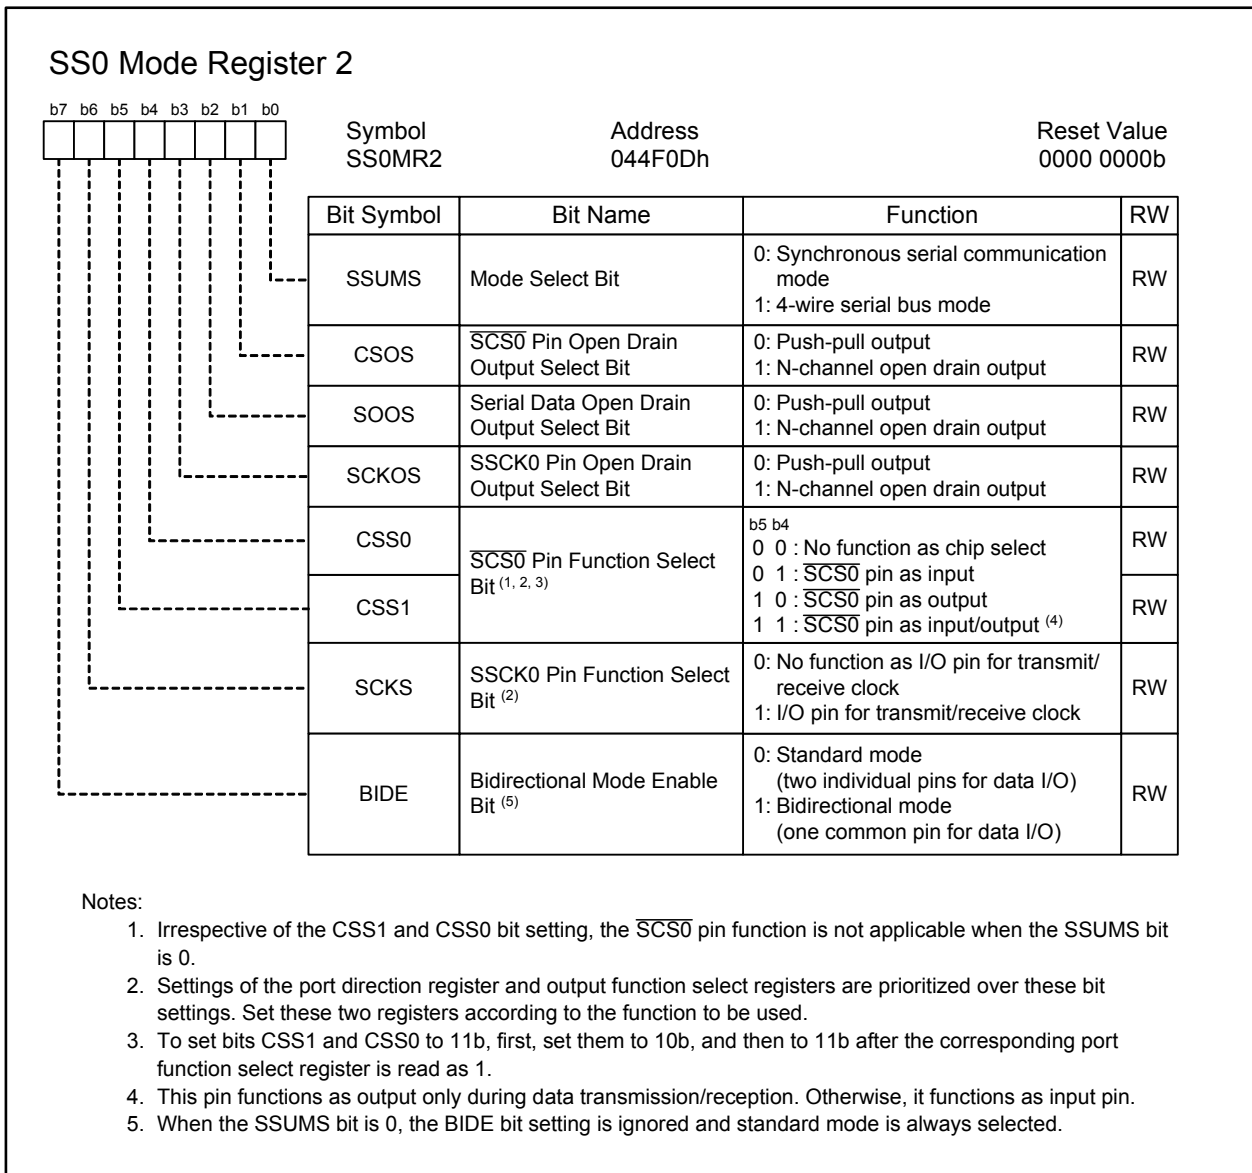 SS0 Mode Register 2
b7 b6 b5 b4 b3 b2 b1 b0
Symbol Address Reset Value
SS0MR2 044F0Dh 0000 0000b
Bit Symbol Bit Name Function RW
SSUMS Mode Select Bit 0: Synchronous serial communication
mode
1: 4-wire serial bus mode RW
CSOS SCS0 Pin Open Drain
Output Select Bit 0: Push-pull output
1: N-channel open drain output RW
SOOS Serial Data Open Drain
Output Select Bit 0: Push-pull output
1: N-channel open drain output RW
SCKOS SSCK0 Pin Open Drain
Output Select Bit 0: Push-pull output
1: N-channel open drain output RW
CSS0 RW
CSS1 RW
SCS0 Pin Function Select
Bit (1, 2, 3)
b5 b4
0 0 : No function as chip select
0 1 : SCS0 pin as input
1 0 : SCS0 pin as output
1 1 : SCS0 pin as input/output (4)
SCKS SSCK0 Pin Function Select
Bit (2) 0: No function as I/O pin for transmit/
receive clock
1: I/O pin for transmit/receive clock RW
BIDE Bidirectional Mode Enable
Bit (5) 0: Standard mode
(two individual pins for data I/O)
1: Bidirectional mode
(one common pin for data I/O) RW
Notes:
1. Irrespective of the CSS1 and CSS0 bit setting, the SCS0 pin function is not applicable when the SSUMS bit
is 0.
2. Settings of the port direction register and output function select registers are prioritized over these bit
settings. Set these two registers according to the function to be used.
3. To set bits CSS1 and CSS0 to 11b, first, set them to 10b, and then to 11b after the corresponding port
function select register is read as 1.
4. This pin functions as output only during data transmission/reception. Otherwise, it functions as input pin.
5. When the SSUMS bit is 0, the BIDE bit setting is ignored and standard mode is always selected.